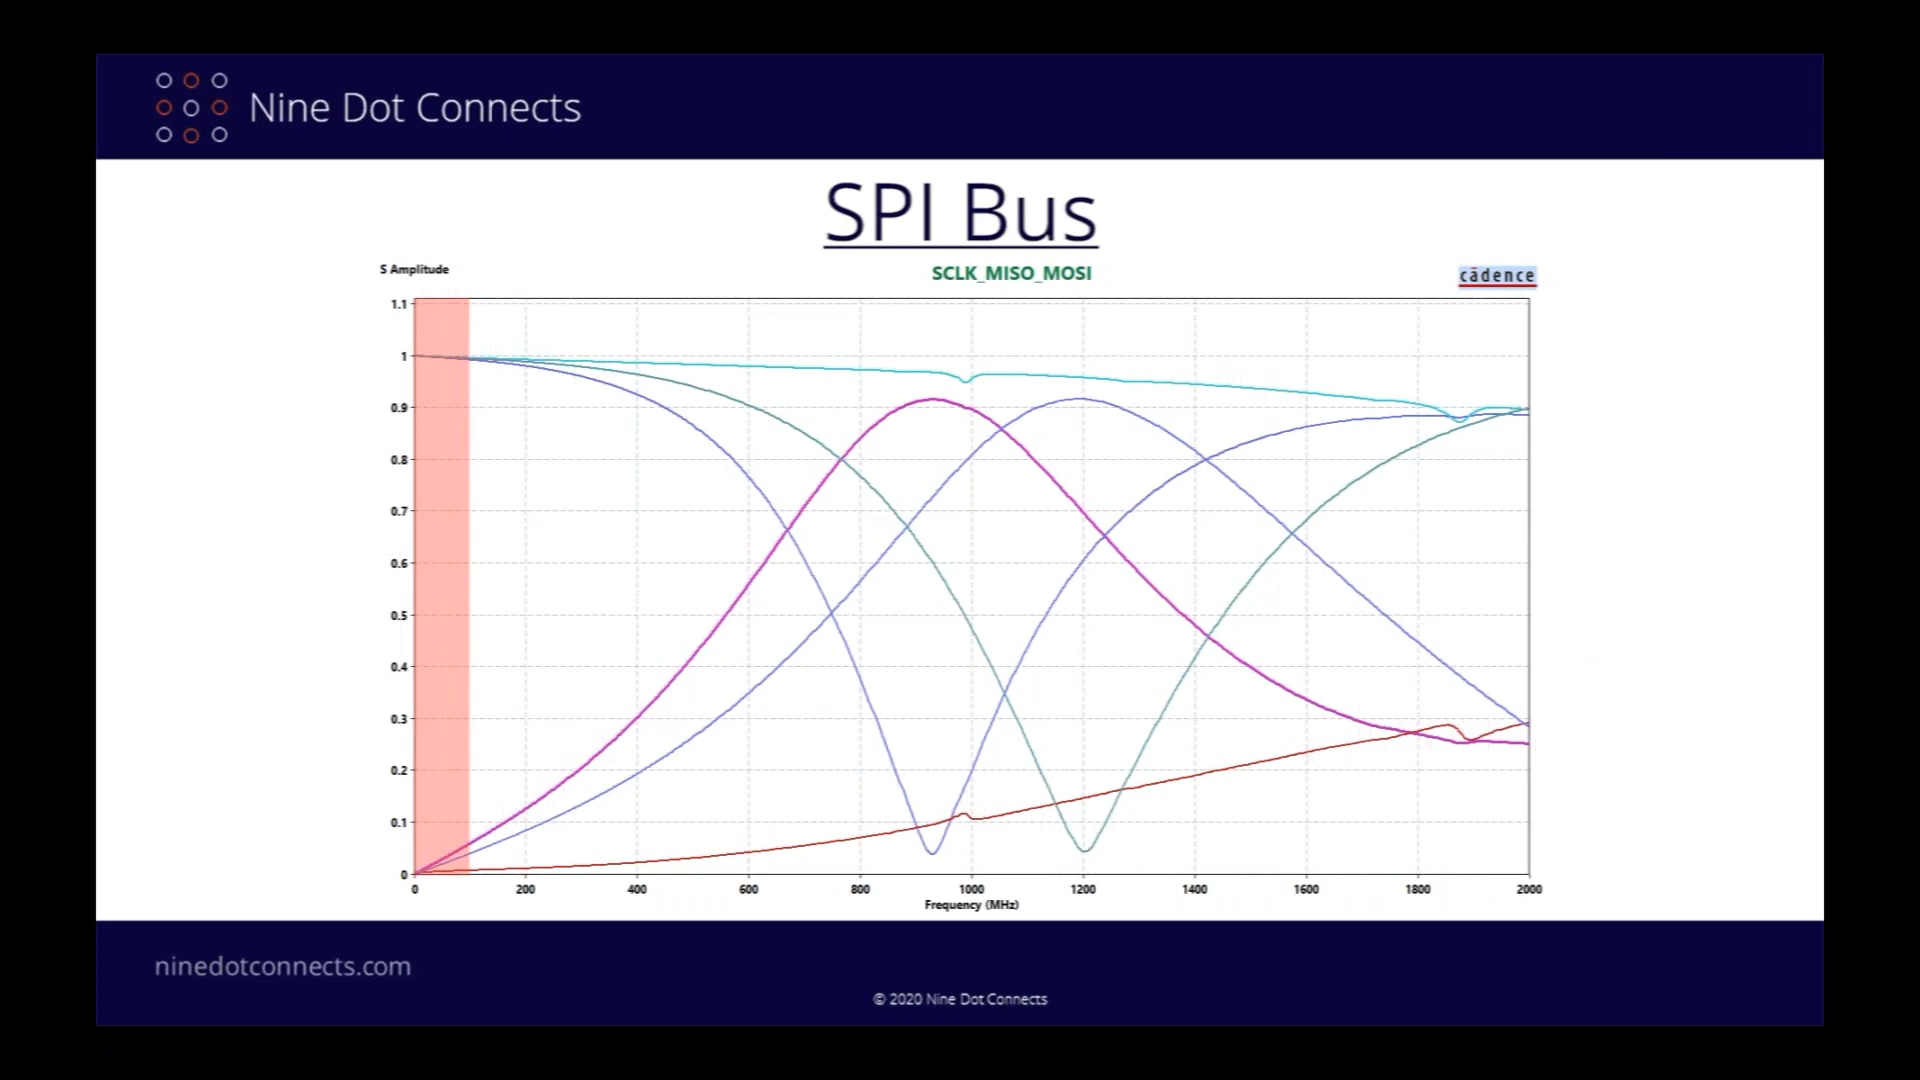 Nine Dot Connects
SPI Bus
S Amplitude
SCLK_MISO_MOSI
cādence
1.1
1
0.9
0.8
0.7
0.6
0.5
0.4
0.3
0.2
0.1
0
0 200 400 600 800 1000 1200 1400 1600 1800 2000
Frequency (MHz)
ninedotconnects.com
© 2020 Nine Dot Connects